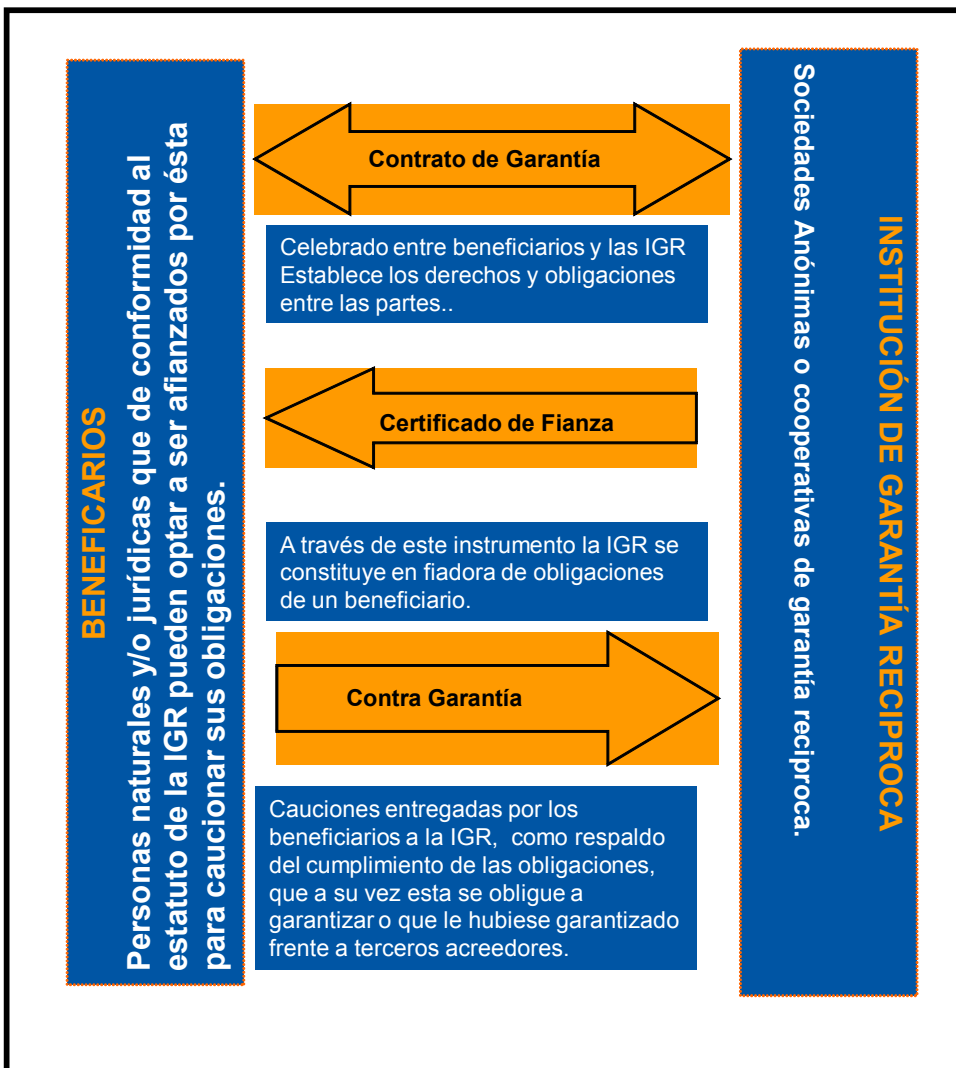 BENEFICARIOS
Personas naturales y/o jurídicas que de conformidad al
estatuto de la IGR pueden optar a ser afianzados por ésta
para caucionar sus obligaciones.
Contrato de Garantía
Celebrado entre beneficiarios y las IGR
Establece los derechos y obligaciones
entre las partes..
Certificado de Fianza
A través de este instrumento la IGR se
constituye en fiadora de obligaciones
de un beneficiario.
Contra Garantía
Cauciones entregadas por los
beneficiarios a la IGR, como respaldo
del cumplimiento de las obligaciones,
que a su vez esta se obligue a
garantizar o que le hubiese garantizado
frente a terceros acreedores.
INSTITUCIÓN DE GARANTÍA RECIPROCA
Sociedades Anónimas o cooperativas de garantía reciproca.